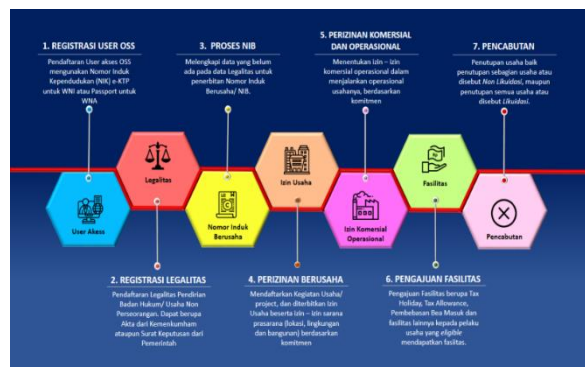 1. REGISTRASI USER OSS
Pendaftaran User akses OSS
mengunakan Nomor Induk
Kependudukan (NIK) e-KTP
untuk WNI atau Passport untuk
WNA
3. PROSES NIB
Melengkapi data yang belum
ada pada data Legalitas untuk
penerbitan Nomor Induk
Berusaha/ NIB.
5. PERIZINAN KOMERSIAL
DAN OPERASIONAL
Menentukan Izin – izin
komersial operasional dalam
menjalankan operasional
usahanya, berdasarkan
komitmen
7. PENCABUTAN
Penutupan usaha baik
penutupan sebagian usaha atau
disebut Non Likuidasi, maupun
penutupan semua usaha atau
disebut Likuidasi.
User Akses
Legalitas
Nomor Induk
Berusaha
Izin Usaha
Izin Komersial
Operasional
Fasilitas
Pencabutan
2. REGISTRASI LEGALITAS
Pendaftaran Legalitas Pendirian
Badan Hukum/ Usaha Non
Perseorangan. Dapat berupa
Akta dari Kemenkumham
ataupun Surat Keputusan dari
Pemerintah
4. PERIZINAN BERUSAHA
Mendaftarkan Kegiatan Usaha/
project, dan diterbitkan Izin
Usaha beserta izin – izin sarana
prasarana (lokasi, lingkungan
dan bangunan) berdasarkan
komitmen
6. PENGAJUAN FASILITAS
Pengajuan Fasilitas berupa Tax
Holiday, Tax Allowance,
Pembebasan Bea Masuk dan
fasilitas lainnya kepada pelaku
usaha yang eligible
mendapatkan fasilitas.